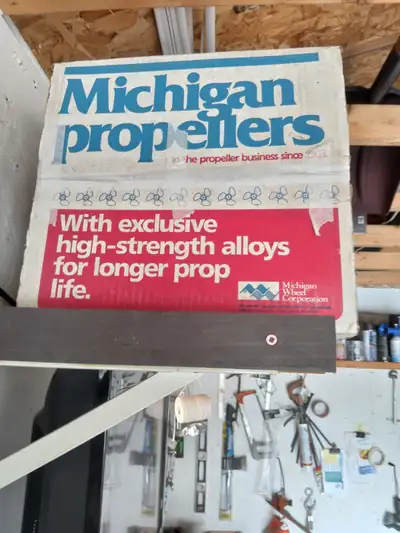 Michigan
propellers
in the propeller business since
With exclusive
high-strength alloys
for longer prop
life.
Michigan
Wheel
Corporation